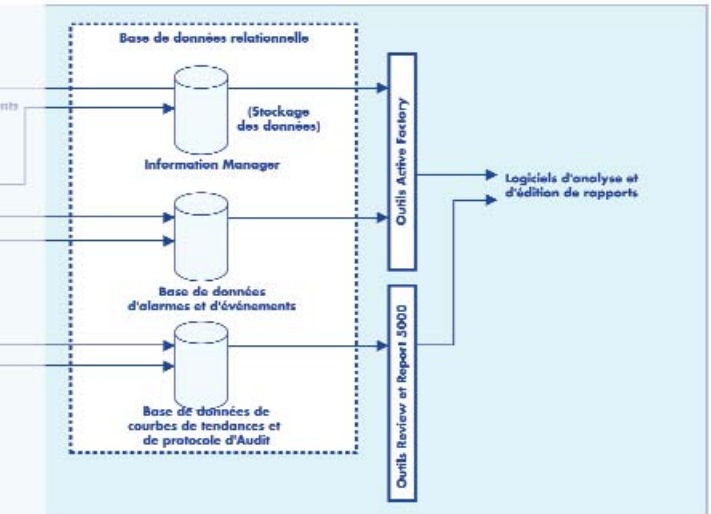 Base de données relationnelle
nts
(Stockage
des données)
Information Manager
Base de données
d'alarmes et d'événements
Base de données de
courbes de tendances et
de protocole d'Audit
Outils Active Factory
Outils Review et Report 5000
Logiciels d'analyse et
d'édition de rapports